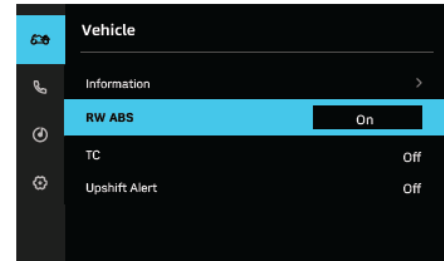 Vehicle
Information >
RW ABS On
TC Off
Upshift Alert Off